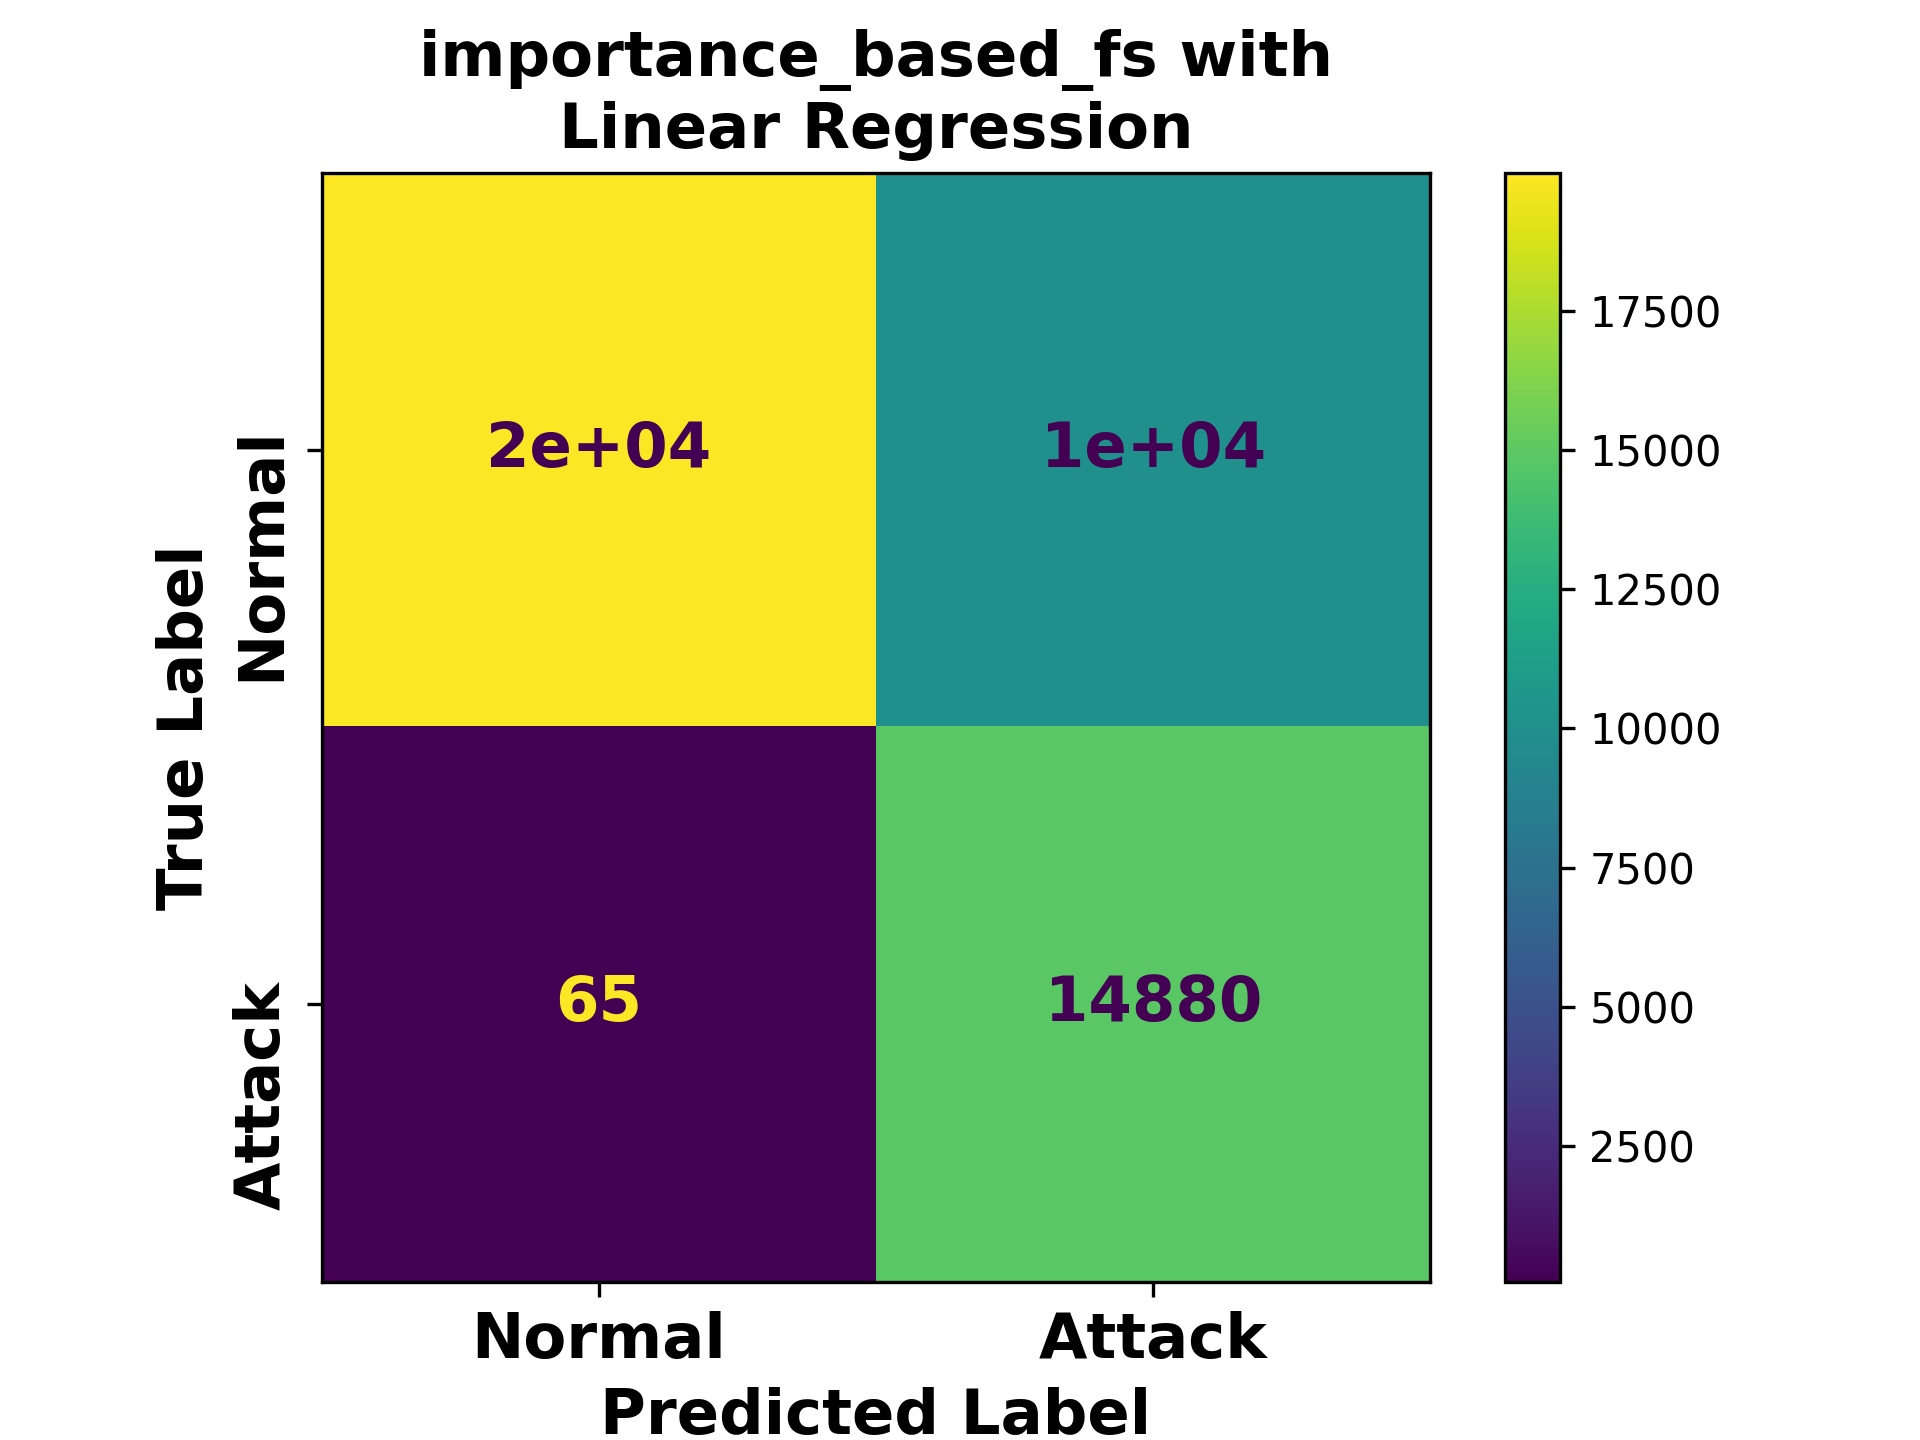 importance_based_fs with
Linear Regression
True Label
Normal
Attack
2e+04
1e+04
65
14880
Normal
Attack
Predicted Label
17500
15000
12500
10000
7500
5000
2500